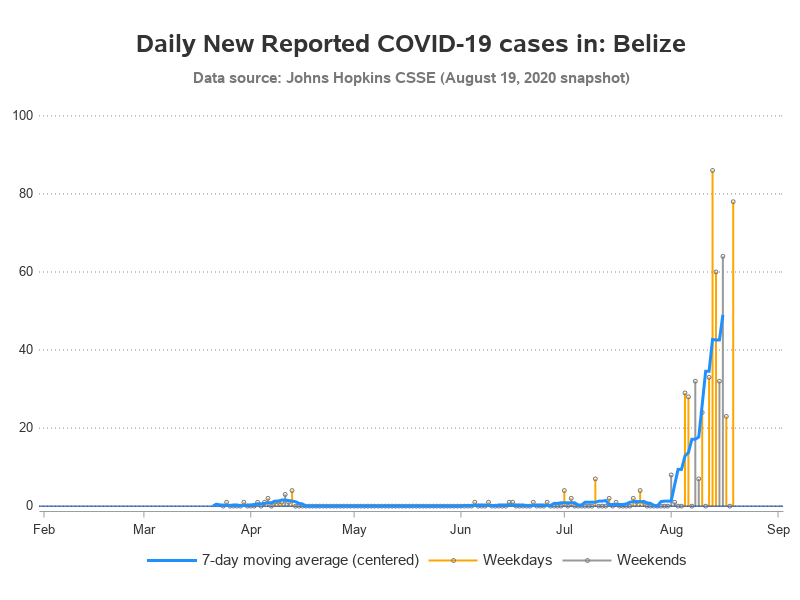 Daily New Reported COVID-19 cases in: Belize
Data source: Johns Hopkins CSSE (August 19, 2020 snapshot)
100
80
60
40
20
0
Feb Mar Apr May Jun Jul Aug Sep
7-day moving average (centered) Weekdays Weekends